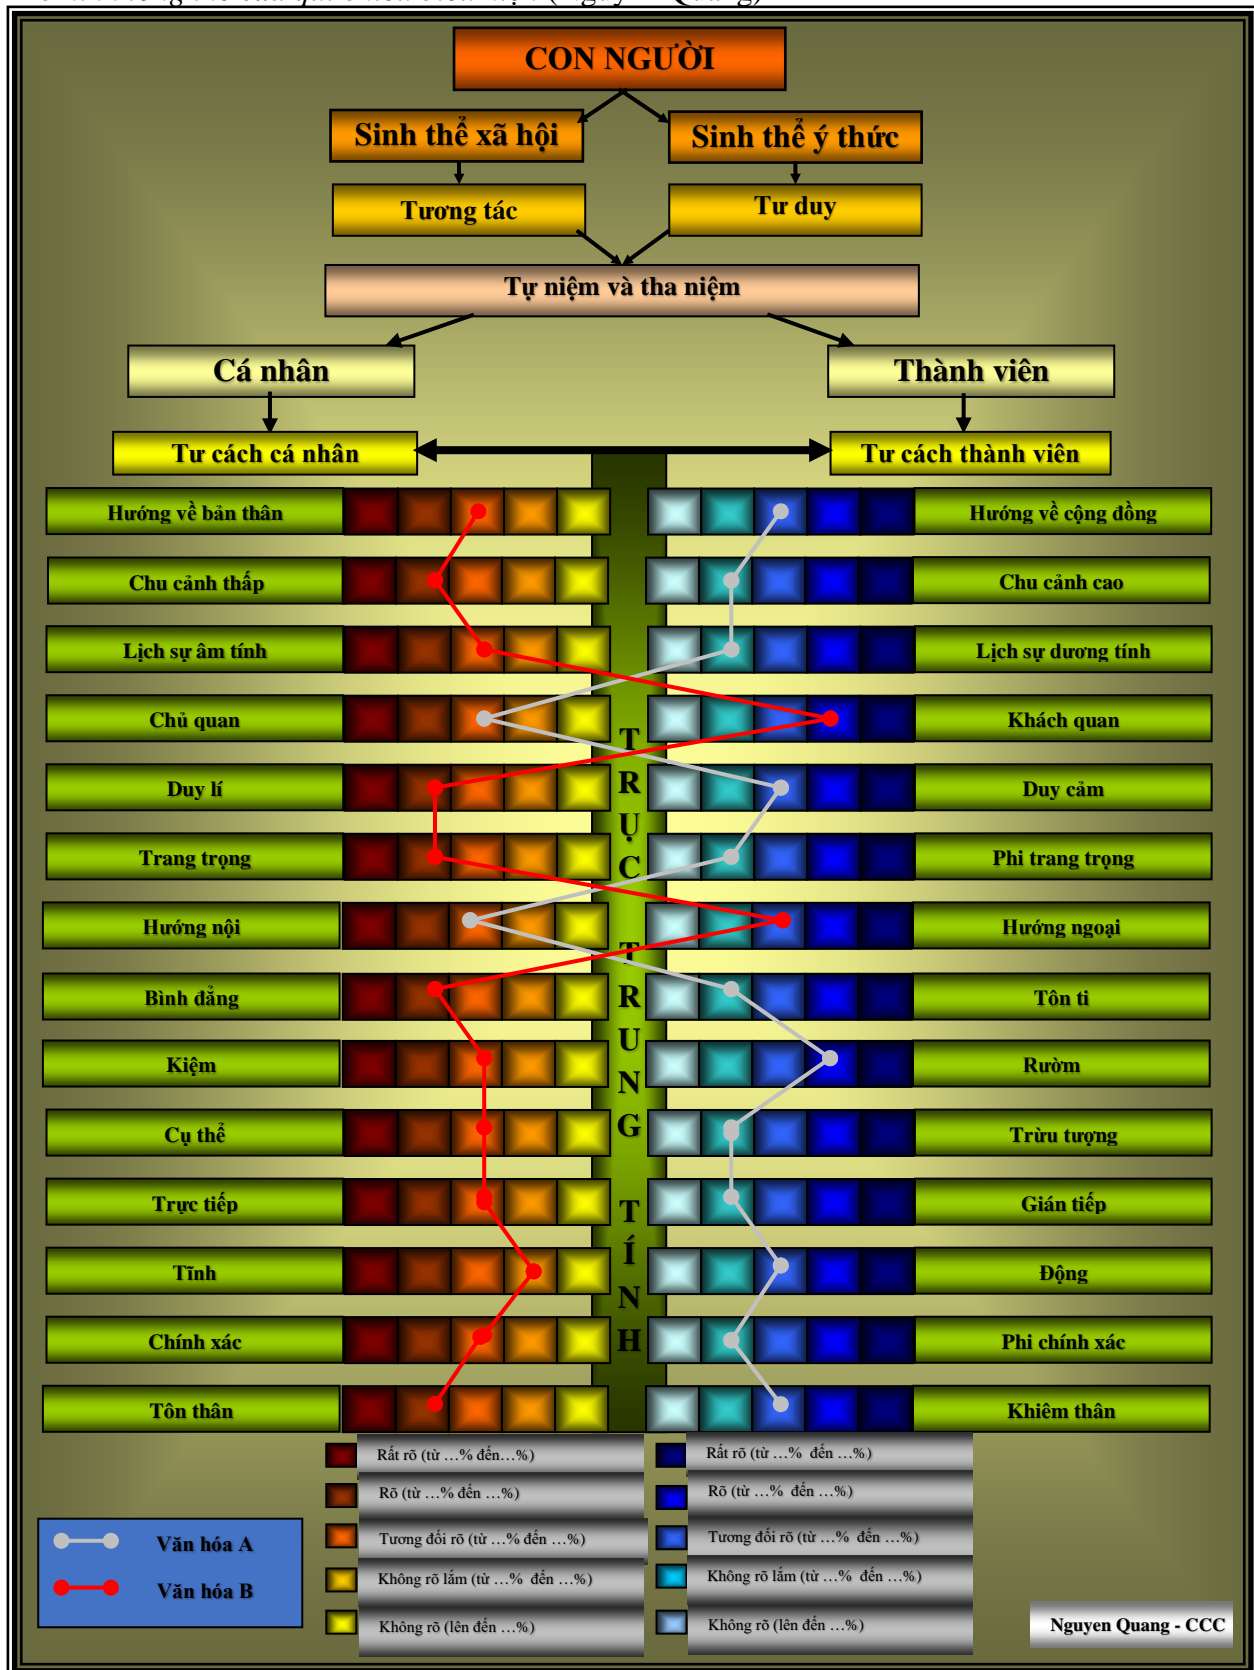 (Nguyễn Quang)
CON NGƯỜI
Sinh thể xã hội
Sinh thể ý thức
Tương tác
Tư duy
Tự niệm và tha niệm
Cá nhân
Thành viên
Tư cách cá nhân
Tư cách thành viên
Hướng về bản thân
Hướng về cộng đồng
Chu cảnh thấp
Chu cảnh cao
Lịch sự âm tính
Lịch sự dương tính
Chủ quan
Khách quan
Duy lí
Duy cảm
Trang trọng
Phi trang trọng
Hướng nội
Hướng ngoại
Bình đẳng
Tôn ti
Kiệm
Rườm
Cụ thể
Trừu tượng
Trực tiếp
Gián tiếp
Tĩnh
Động
Chính xác
Phi chính xác
Tôn thân
Khiêm thân
TRỤC TRUNG TÍNH
Rất rõ (từ …% đến…%)
Rõ (từ …% đến …%)
Tương đối rõ (từ …% đến …%)
Không rõ lắm (từ …% đến …%)
Không rõ (lên đến …%)
Rất rõ (từ …% đến …%)
Rõ (từ …% đến …%)
Tương đối rõ (từ …% đến …%)
Không rõ lắm (từ …% đến …%)
Không rõ (lên đến …%)
Văn hóa A
Văn hóa B
Nguyen Quang - CCC